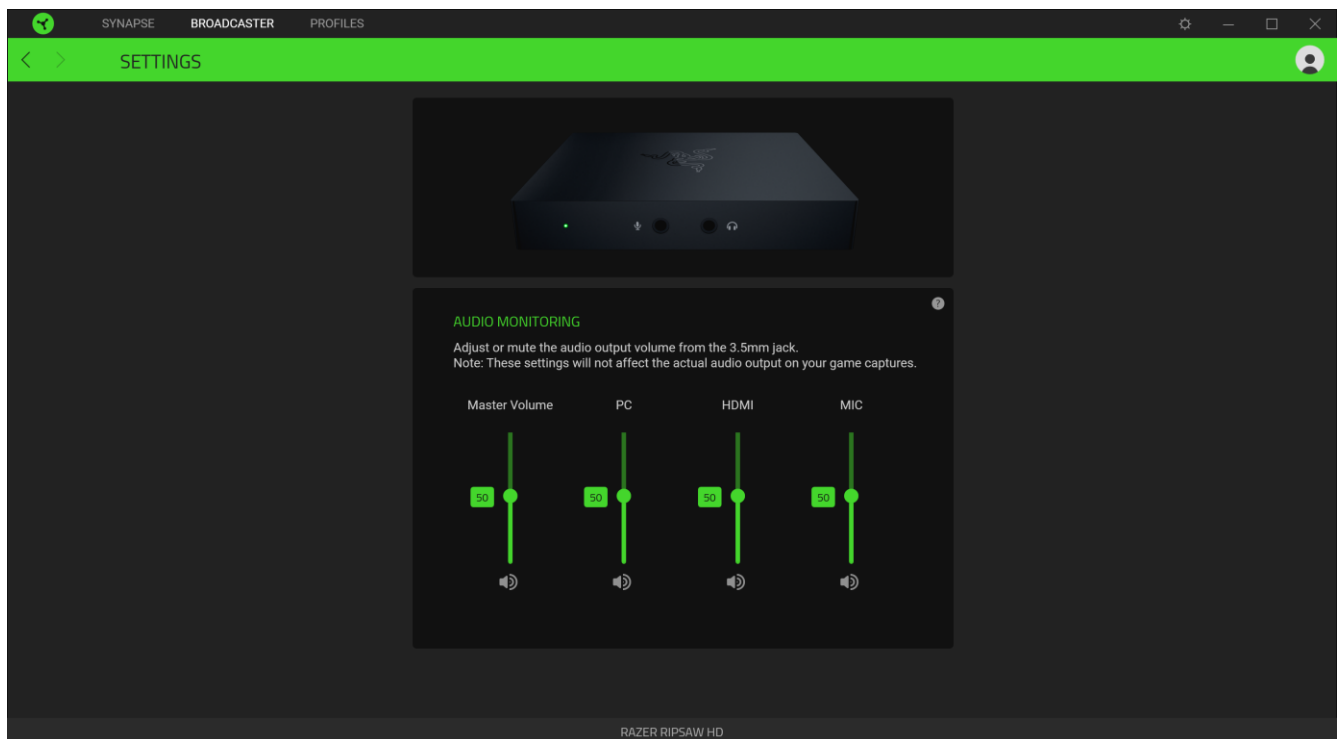 SYNAPSE BROADCASTER PROFILES
SETTINGS
?
AUDIO MONITORING
Adjust or mute the audio output volume from the 3.5mm jack.
Note: These settings will not affect the actual audio output on your game captures.
Master Volume PC HDMI MIC
50 50 50 50
RAZER RIPSAW HD